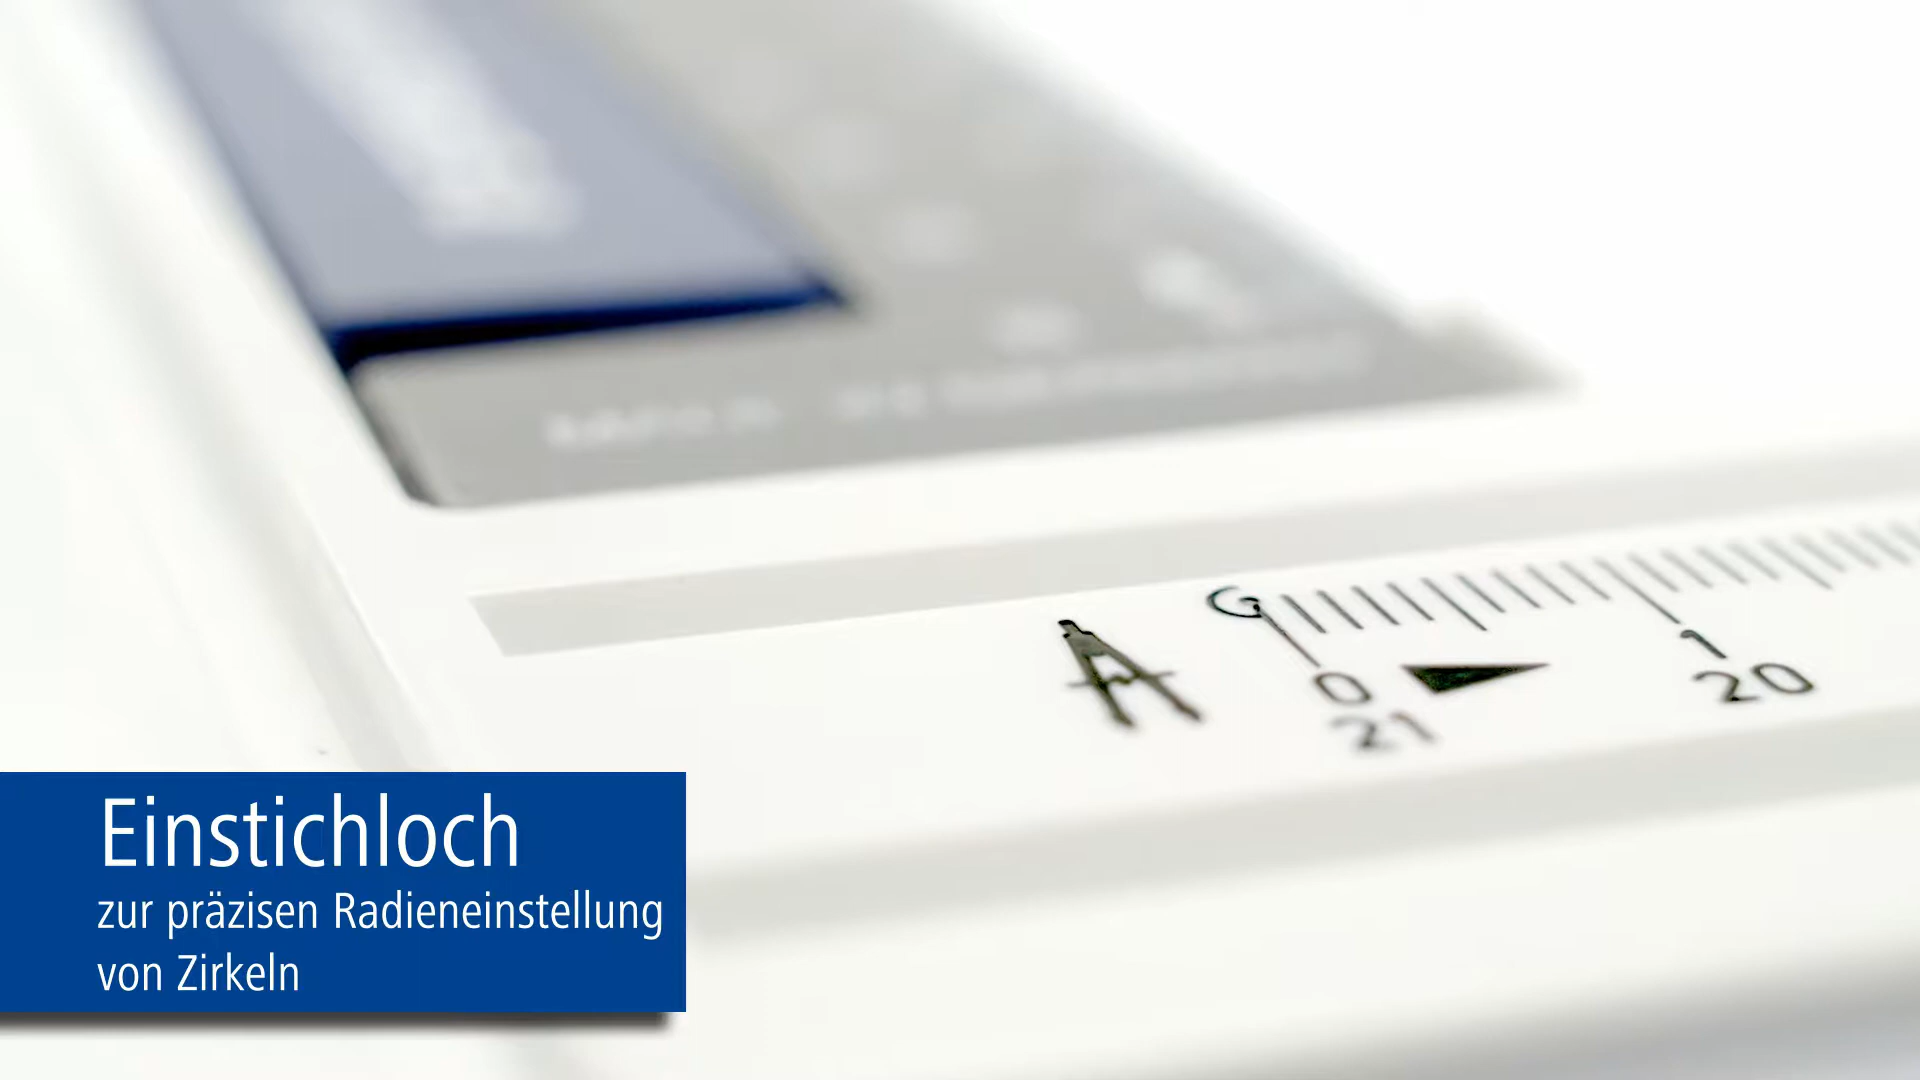 0 1
21 20
Einstichloch
zur präzisen Radieneinstellung
von Zirkeln